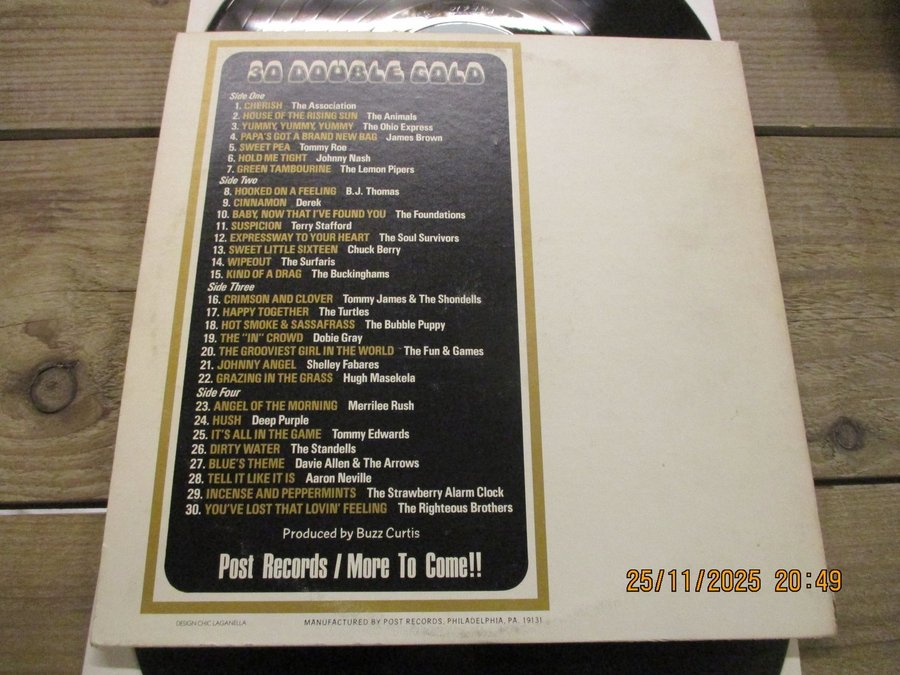 30 DOUBLE GOLD
Side One
1. CHERISH The Association
2. HOUSE OF THE RISING SUN The Animals
3. YUMMY, YUMMY, YUMMY The Ohio Express
4. PAPA'S GOT A BRAND NEW BAG James Brown
5. SWEET PEA Tommy Roe
6. HOLD ME TIGHT Johnny Nash
7. GREEN TAMBOURINE The Lemon Pipers
Side Two
8. HOOKED ON A FEELING B.J. Thomas
9. CINNAMON Derek
10. BABY, NOW THAT I'VE FOUND YOU The Foundations
11. SUSPICION Terry Stafford
12. EXPRESSWAY TO YOUR HEART The Soul Survivors
13. SWEET LITTLE SIXTEEN Chuck Berry
14. WIPEOUT The Surfaris
15. KIND OF A DRAG The Buckinghams
Side Three
16. CRIMSON AND CLOVER Tommy James & The Shondells
17. HAPPY TOGETHER The Turtles
18. HOT SMOKE & SASSAFRASS The Bubble Puppy
19. THE "IN" CROWD Dobie Gray
20. THE GROOVIEST GIRL IN THE WORLD The Fun & Games
21. JOHNNY ANGEL Shelley Fabares
22. GRAZING IN THE GRASS Hugh Masekela
Side Four
23. ANGEL OF THE MORNING Merrilee Rush
24. HUSH Deep Purple
25. IT'S ALL IN THE GAME Tommy Edwards
26. DIRTY WATER The Standells
27. BLUE'S THEME Davie Allen & The Arrows
28. TELL IT LIKE IT IS Aaron Neville
29. INCENSE AND PEPPERMINTS The Strawberry Alarm Clock
30. YOU'VE LOST THAT LOVIN' FEELING The Righteous Brothers
Produced by Buzz Curtis
Post Records / More To Come!!
DESIGN CHIC LAGANELLA
MANUFACTURED BY POST RECORDS, PHILADELPHIA, PA. 19131
25/11/2025 20:49